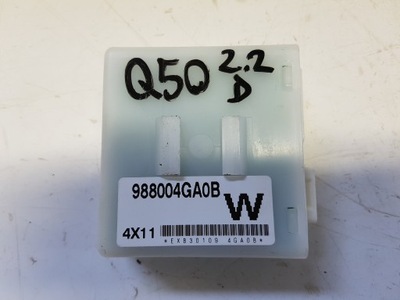 Q50 2.2
D
988004GA0B
W
4X11
*EX830109 4GA0B*